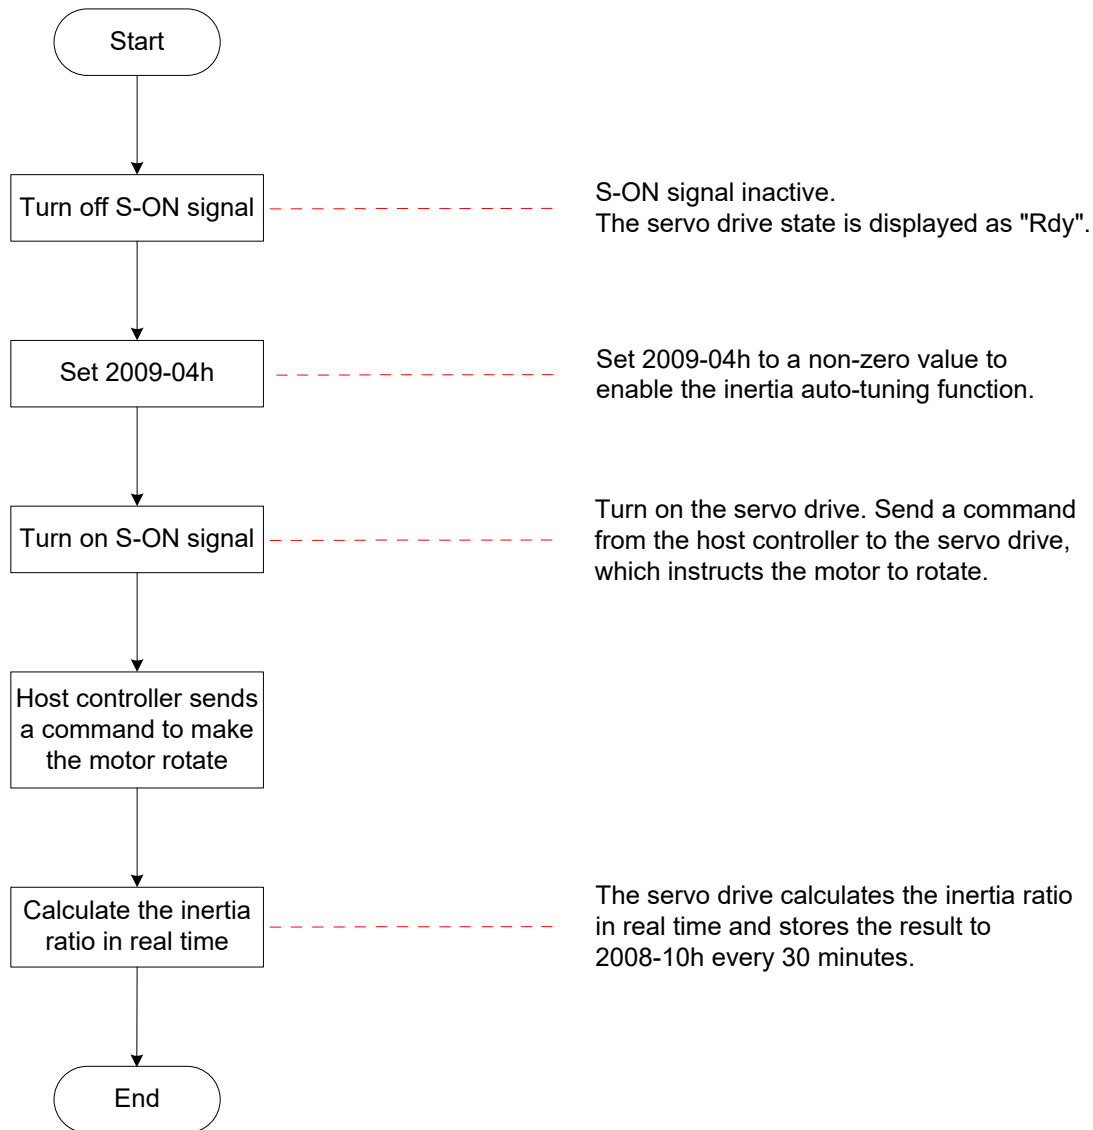 Start
Turn off S-ON signal
S-ON signal inactive.
The servo drive state is displayed as "Rdy".
Set 2009-04h
Set 2009-04h to a non-zero value to
enable the inertia auto-tuning function.
Turn on S-ON signal
Turn on the servo drive. Send a command
from the host controller to the servo drive,
which instructs the motor to rotate.
Host controller sends
a command to make
the motor rotate
Calculate the inertia
ratio in real time
The servo drive calculates the inertia ratio
in real time and stores the result to
2008-10h every 30 minutes.
End